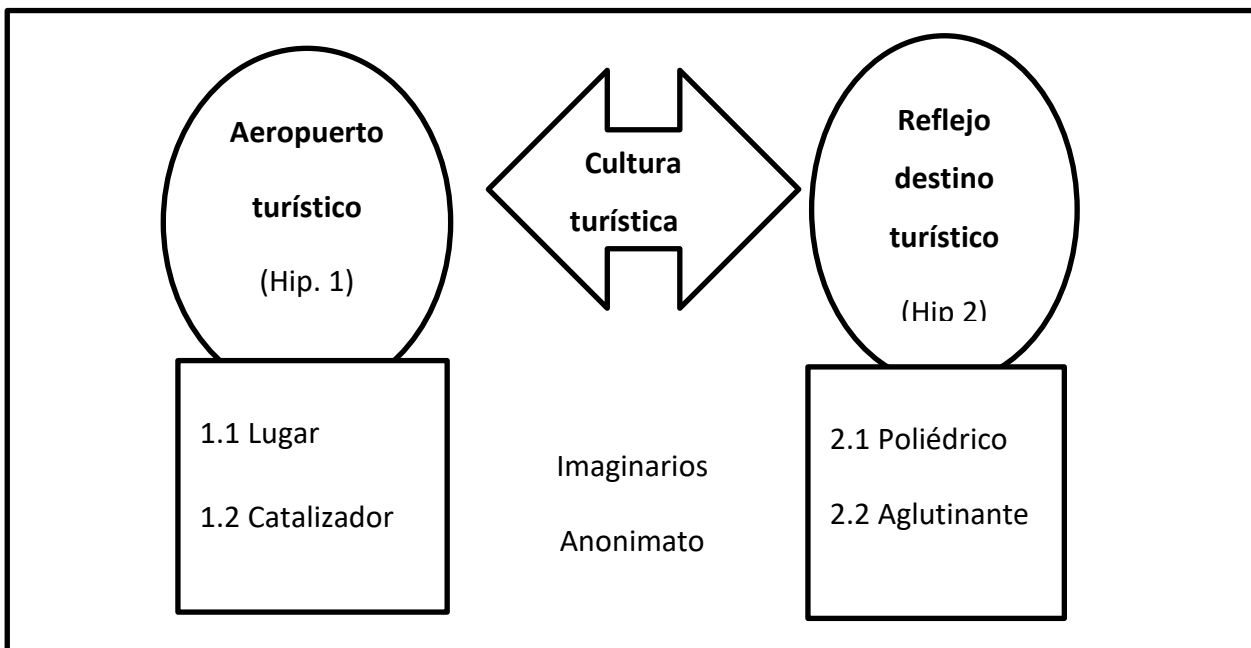 Aeropuerto
turístico
(Hip. 1)
1.1 Lugar
1.2 Catalizador
Cultura
turística
Imaginarios
Anonimato
Reflejo
destino
turístico
(Hip 2)
2.1 Poliédrico
2.2 Aglutinante